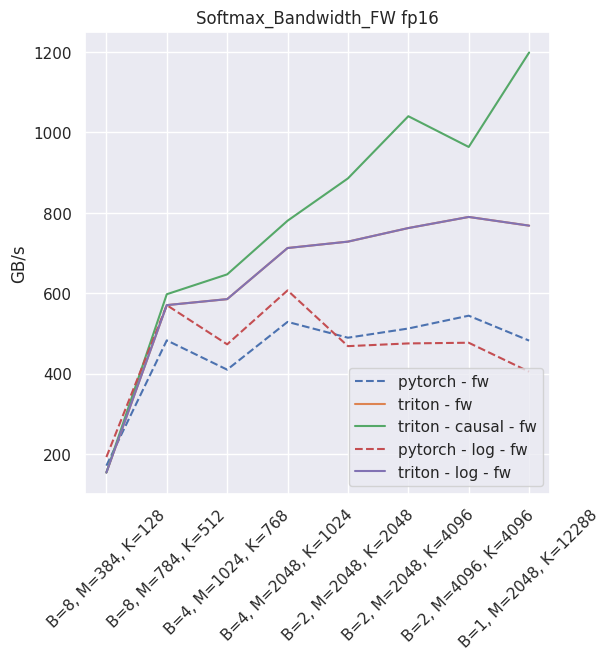 Softmax_Bandwidth_FW fp16
1200
1000
800
600
400
200
GB/s
pytorch - fw
triton - fw
triton - causal - fw
pytorch - log - fw
triton - log - fw
B=8, M=384, K=128
B=8, M=784, K=512
B=4, M=1024, K=768
B=4, M=2048, K=1024
B=2, M=2048, K=2048
B=2, M=2048, K=4096
B=2, M=4096, K=4096
B=1, M=2048, K=12288